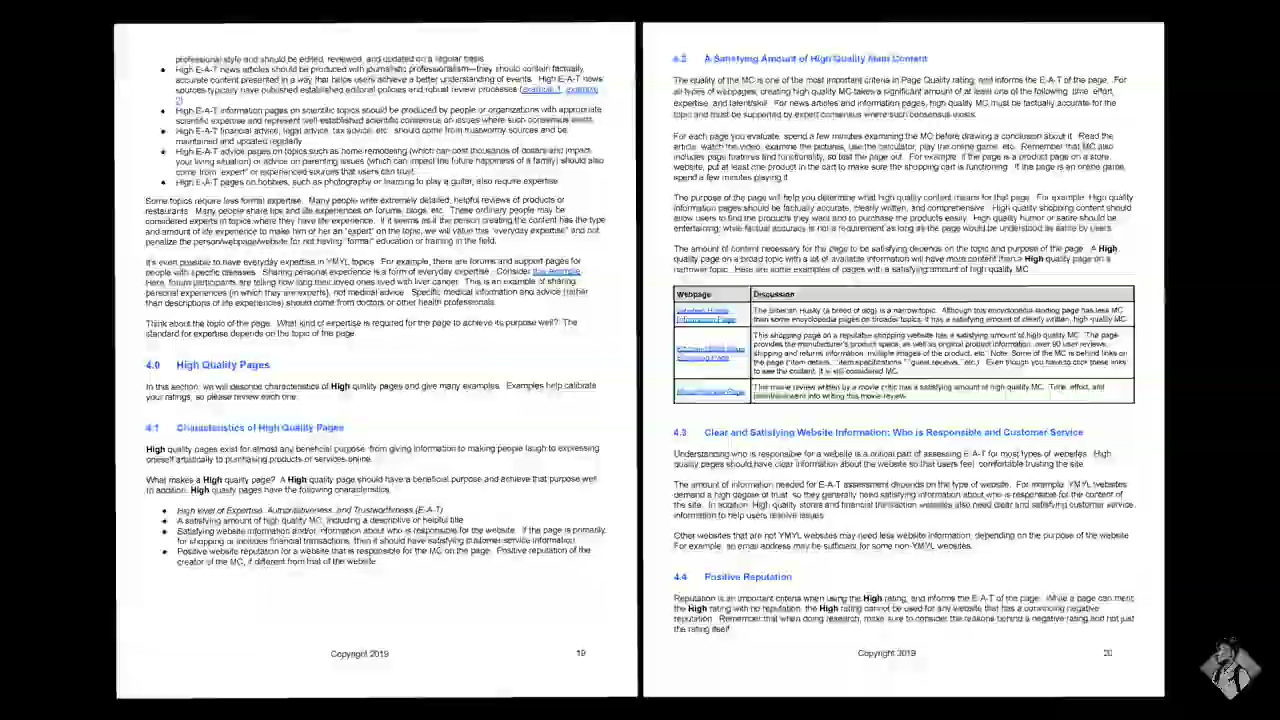 professional style and should be edited, reviewed, and updated on a regular basis.
● High E-A-T news articles should be produced with journalistic professionalism—they should contain factually
accurate content presented in a way that helps users achieve a better understanding of events. High E-A-T news
sources typically have published established editorial policies and robust review processes (example 1, example
2).
● High E-A-T information pages on scientific topics should be produced by people or organizations with appropriate
scientific expertise and represent well-established scientific consensus on issues where such consensus exists.
● High E-A-T financial advice, legal advice, tax advice, etc., should come from trustworthy sources and be
maintained and updated regularly.
● High E-A-T advice pages on topics such as home remodeling (which can cost thousands of dollars and impact
your living situation) or advice on parenting issues (which can impact the future happiness of a family) should also
come from "expert" or experienced sources that users can trust.
● High E-A-T pages on hobbies, such as photography or learning to play a guitar, also require expertise.
Some topics require less formal expertise. Many people write extremely detailed, helpful reviews of products or
restaurants. Many people share tips and life experiences on forums, blogs, etc. These ordinary people may be
considered experts in topics where they have life experience. If it seems as if the person creating the content has the type
and amount of life experience to make him or her an "expert" on the topic, we will value this "everyday expertise" and not
penalize the person/webpage/website for not having "formal" education or training in the field.
It's even possible to have everyday expertise in YMYL topics. For example, there are forums and support pages for
people with specific diseases. Sharing personal experience is a form of everyday expertise. Consider this example.
Here, forum participants are telling how long their loved ones lived with liver cancer. This is an example of sharing
personal experiences (in which they are experts), not medical advice. Specific medical information and advice (rather
than descriptions of life experiences) should come from doctors or other health professionals.
Think about the topic of the page. What kind of expertise is required for the page to achieve its purpose well? The
standard for expertise depends on the topic of the page.
4.0 High Quality Pages
In this section, we will describe characteristics of High quality pages and give many examples. Examples help calibrate
your ratings, so please review each one.
4.1 Characteristics of High Quality Pages
High quality pages exist for almost any beneficial purpose, from giving information to making people laugh to expressing
oneself artistically to purchasing products or services online.
What makes a High quality page? A High quality page should have a beneficial purpose and achieve that purpose well.
In addition, High quality pages have the following characteristics:
● High level of Expertise, Authoritativeness, and Trustworthiness (E-A-T)
● A satisfying amount of high quality MC, including a descriptive or helpful title
● Satisfying website information and/or information about who is responsible for the website. If the page is primarily
for shopping or includes financial transactions, then it should have satisfying customer service information.
● Positive website reputation for a website that is responsible for the MC on the page. Positive reputation of the
creator of the MC, if different from that of the website
Copyright 2019 19
4.2 A Satisfying Amount of High Quality Main Content
The quality of the MC is one of the most important criteria in Page Quality rating, and informs the E-A-T of the page. For
all types of webpages, creating high quality MC takes a significant amount of at least one of the following: time, effort,
expertise, and talent/skill. For news articles and information pages, high quality MC must be factually accurate for the
topic and must be supported by expert consensus where such consensus exists.
For each page you evaluate, spend a few minutes examining the MC before drawing a conclusion about it. Read the
article, watch the video, examine the pictures, use the calculator, play the online game, etc. Remember that MC also
includes page features and functionality, so test the page out. For example, if the page is a product page on a store
website, put at least one product in the cart to make sure the shopping cart is functioning. If the page is an online game,
spend a few minutes playing it.
The purpose of the page will help you determine what high quality content means for that page. For example, High quality
information pages should be factually accurate, clearly written, and comprehensive. High quality shopping content should
allow users to find the products they want and to purchase the products easily. High quality humor or satire should be
entertaining, while factual accuracy is not a requirement as long as the page would be understood as satire by users.
The amount of content necessary for the page to be satisfying depends on the topic and purpose of the page. A High
quality page on a broad topic with a lot of available information will have more content than a High quality page on a
narrower topic. Here are some examples of pages with a satisfying amount of high quality MC.
Webpage Discussion
Information Page The Siberian Husky (a breed of dog) is a narrow topic. Although this encyclopedia landing page has less MC
than some encyclopedia pages on broader topics, it has a satisfying amount of clearly written, high quality MC.
Shopping Page This shopping page on a reputable shopping website has a satisfying amount of high quality MC. The page
provides the manufacturer's product specs, as well as original product information, over 90 user reviews,
shipping and returns information, multiple images of the product, etc. Note: Some of the MC is behind links on
the page ("item details," "item specifications," "guest reviews," etc.). Even though you have to click these links
to see the content, it is still considered MC.
This movie review written by a movie critic has a satisfying amount of high quality MC. Time, effort, and
talent/skill went into writing this movie review.
4.3 Clear and Satisfying Website Information: Who is Responsible and Customer Service
Understanding who is responsible for a website is a critical part of assessing E-A-T for most types of websites. High
quality pages should have clear information about the website so that users feel comfortable trusting the site.
The amount of information needed for E-A-T assessment depends on the type of website. For example, YMYL websites
demand a high degree of trust, so they generally need satisfying information about who is responsible for the content of
the site. In addition, High quality stores and financial transaction websites also need clear and satisfying customer service
information to help users resolve issues.
Other websites that are not YMYL websites may need less website information, depending on the purpose of the website.
For example, an email address may be sufficient for some non-YMYL websites.
4.4 Positive Reputation
Reputation is an important criteria when using the High rating, and informs the E-A-T of the page. While a page can merit
the High rating with no reputation, the High rating cannot be used for any website that has a convincing negative
reputation. Remember that when doing research, make sure to consider the reasons behind a negative rating and not just
the rating itself.
Copyright 2019 20